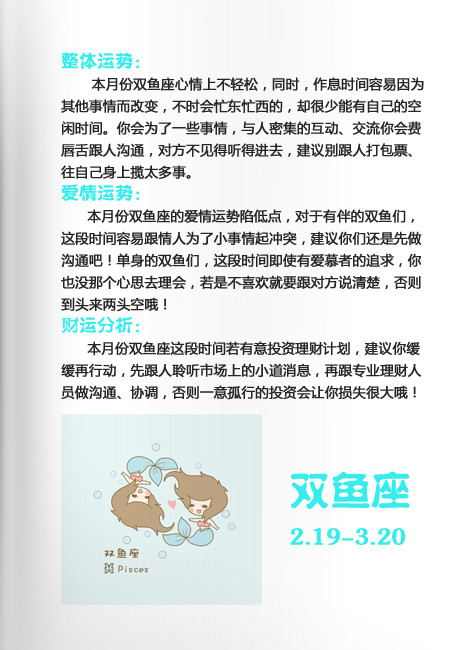 整体运势：
本月份双鱼座心情上不轻松，同时，作息时间容易因为
其他事情而改变，不时会忙东忙西的，却很少能有自己的空
闲时间。你会为了一些事情，与人密集的互动、交流你会费
唇舌跟人沟通，对方不见得听得进去，建议别跟人打包票、
往自己身上揽太多事。
爱情运势：
本月份双鱼座的爱情运势陷低点，对于有伴的双鱼们，
这段时间容易跟情人为了小事情起冲突，建议你们还是先做
沟通吧！单身的双鱼们，这段时间即使有爱慕者的追求，你
也没那个心思去理会，若是不喜欢就要跟对方说清楚，否则
到头来两头空哦！
财运分析：
本月份双鱼座这段时间若有意投资理财计划，建议你缓
缓再行动，先跟人聆听市场上的小道消息，再跟专业理财人
员做沟通、协调，否则一意孤行的投资会让你损失很大哦！
双鱼座
2.19-3.20
双鱼座
♓ Pisces